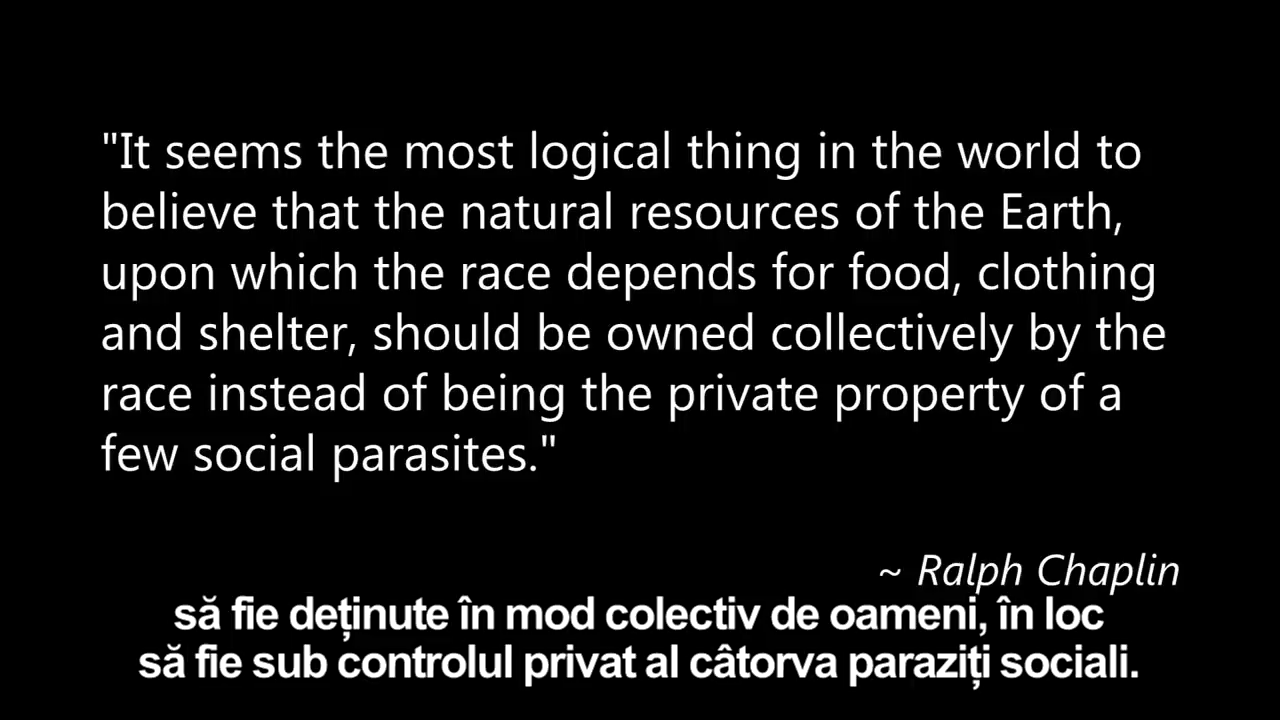 "It seems the most logical thing in the world to
believe that the natural resources of the Earth,
upon which the race depends for food, clothing
and shelter, should be owned collectively by the
race instead of being the private property of a
few social parasites."
~ Ralph Chaplin
să fie deținute în mod colectiv de oameni, în loc
să fie sub controlul privat al câtorva paraziți sociali.